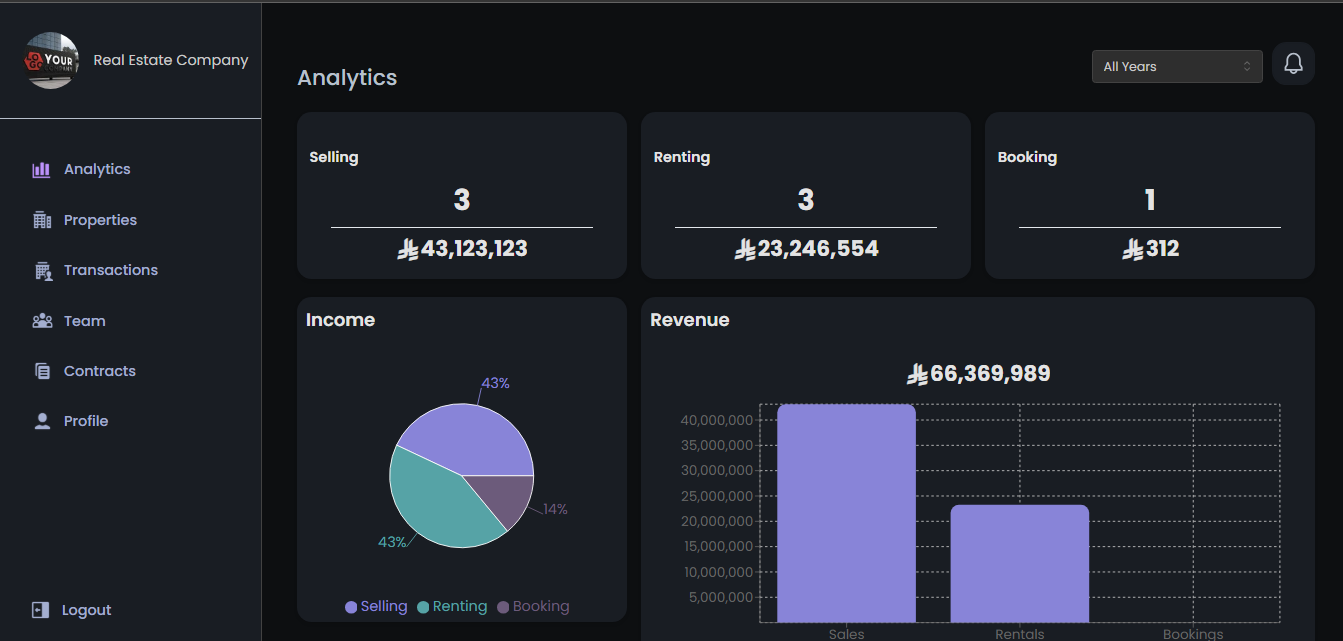 YOUR
Real Estate Company
Analytics
Properties
Transactions
Team
Contracts
Profile
Logout
Analytics
All Years
Selling
3
43,123,123
Renting
3
23,246,554
Booking
1
312
Income
43%
14%
43%
Selling Renting Booking
Revenue
66,369,989
40,000,000
35,000,000
30,000,000
25,000,000
20,000,000
15,000,000
10,000,000
5,000,000
Sales Rentals Bookings